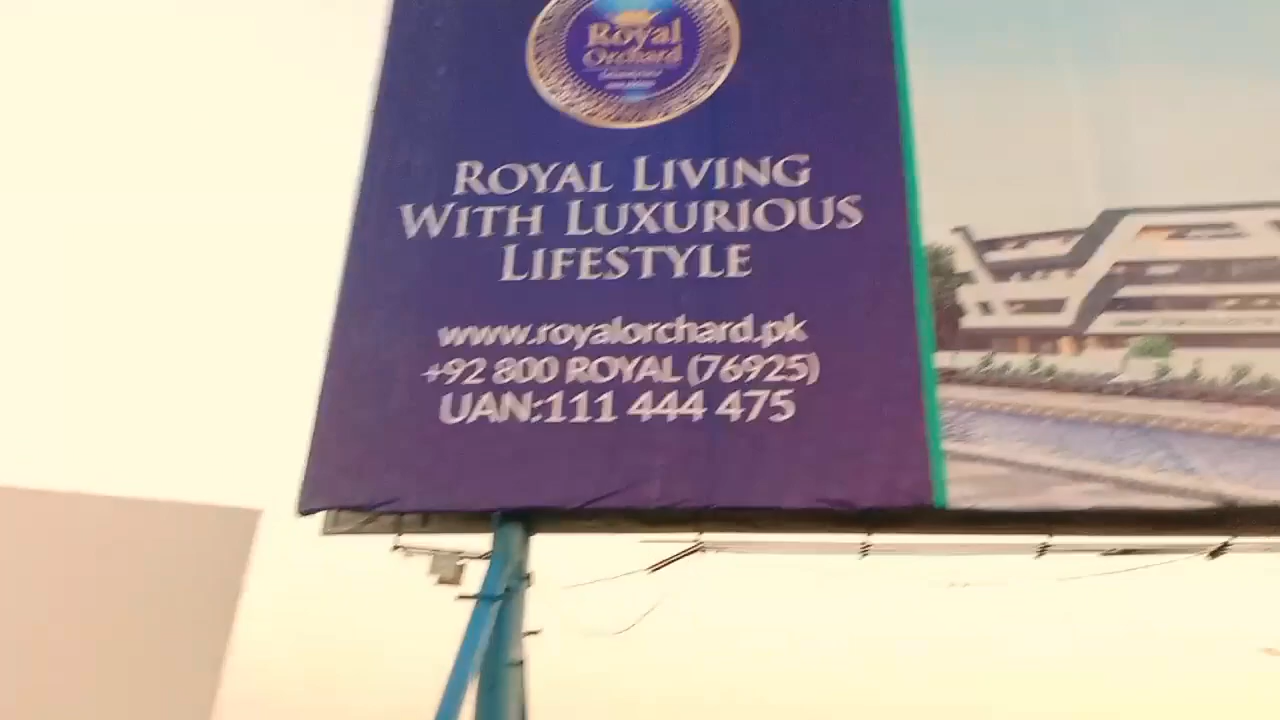 Royal
Orchard
ROYAL LIVING
WITH LUXURIOUS
LIFESTYLE
www.royalorchard.pk
+92 800 ROYAL (76925)
UAN:111 444 475